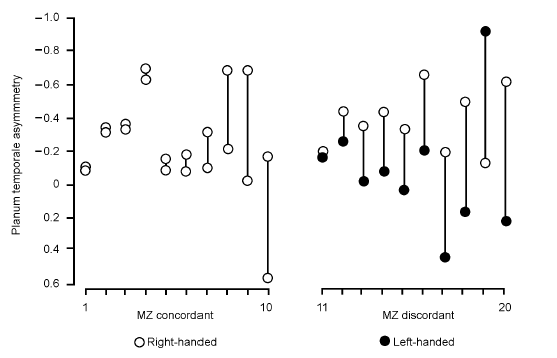 Planum temporale asymmmetry
−1.0
−0.8
−0.6
−0.4
−0.2
0
0.2
0.4
0.6
1
10
11
20
MZ concordant
MZ discordant
Right-handed
Left-handed